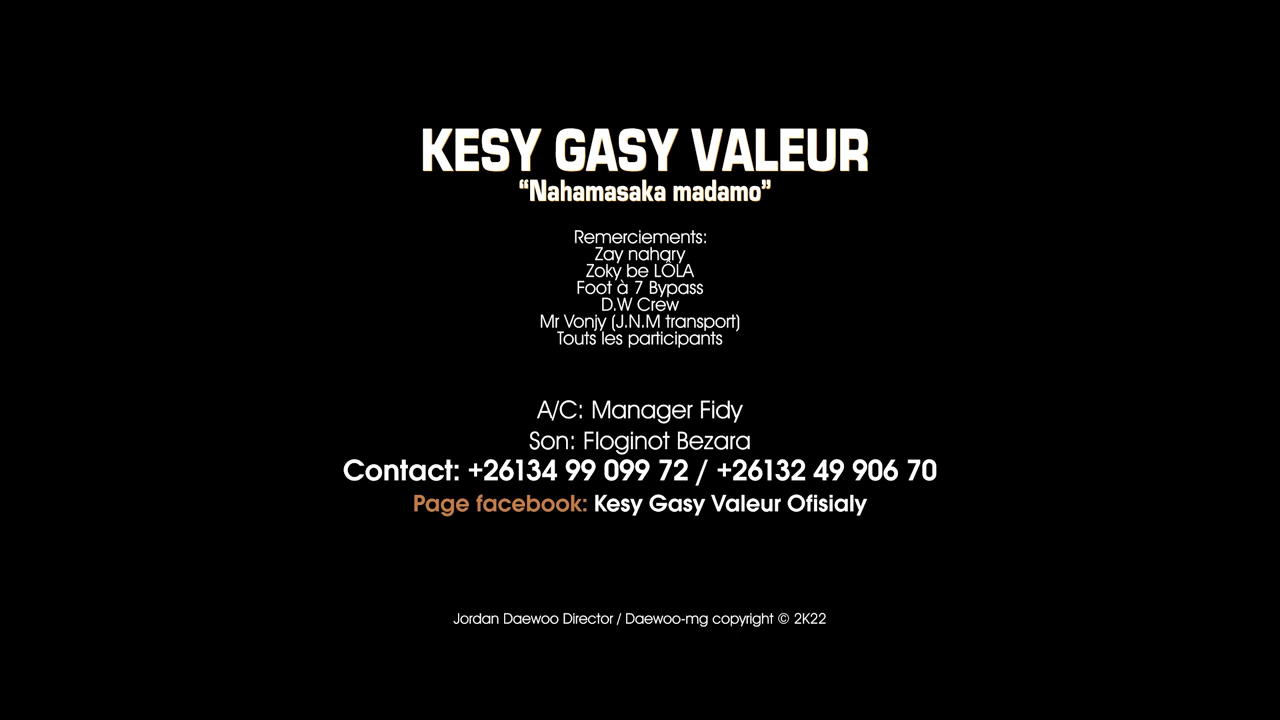 KESY GASY VALEUR
“Nahamasaka madamo”
Remerciements:
Zay nahary
Zoky be LÔLA
Foot à 7 Bypass
D.W Crew
Mr Vonjy (J.N.M transport)
Touts les participants
A/C: Manager Fidy
Son: Floginot Bezara
Contact: +26134 99 099 72 / +26132 49 906 70
Page facebook: Kesy Gasy Valeur Ofisialy
Jordan Daewoo Director / Daewoo-mg copyright © 2K22